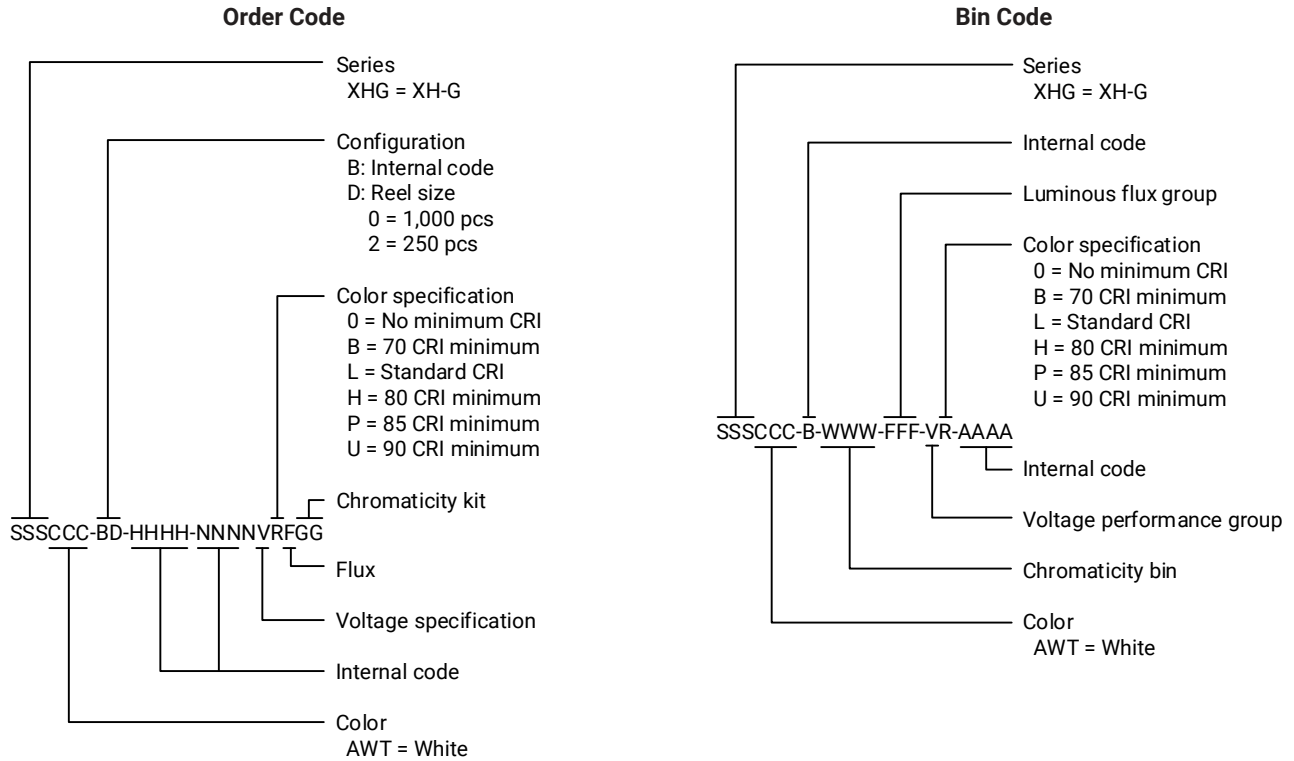 Order Code
Series
XHG = XH-G
Configuration
B: Internal code
D: Reel size
0 = 1,000 pcs
2 = 250 pcs
Color specification
0 = No minimum CRI
B = 70 CRI minimum
L = Standard CRI
H = 80 CRI minimum
P = 85 CRI minimum
U = 90 CRI minimum
Chromaticity kit
SSSCCC-BD-HHHH-NNNNVRFGG
Flux
Voltage specification
Internal code
Color
AWT = White
Bin Code
Series
XHG = XH-G
Internal code
Luminous flux group
Color specification
0 = No minimum CRI
B = 70 CRI minimum
L = Standard CRI
H = 80 CRI minimum
P = 85 CRI minimum
U = 90 CRI minimum
SSSCCC-B-WWW-FFF-VR-AAAA
Internal code
Voltage performance group
Chromaticity bin
Color
AWT = White